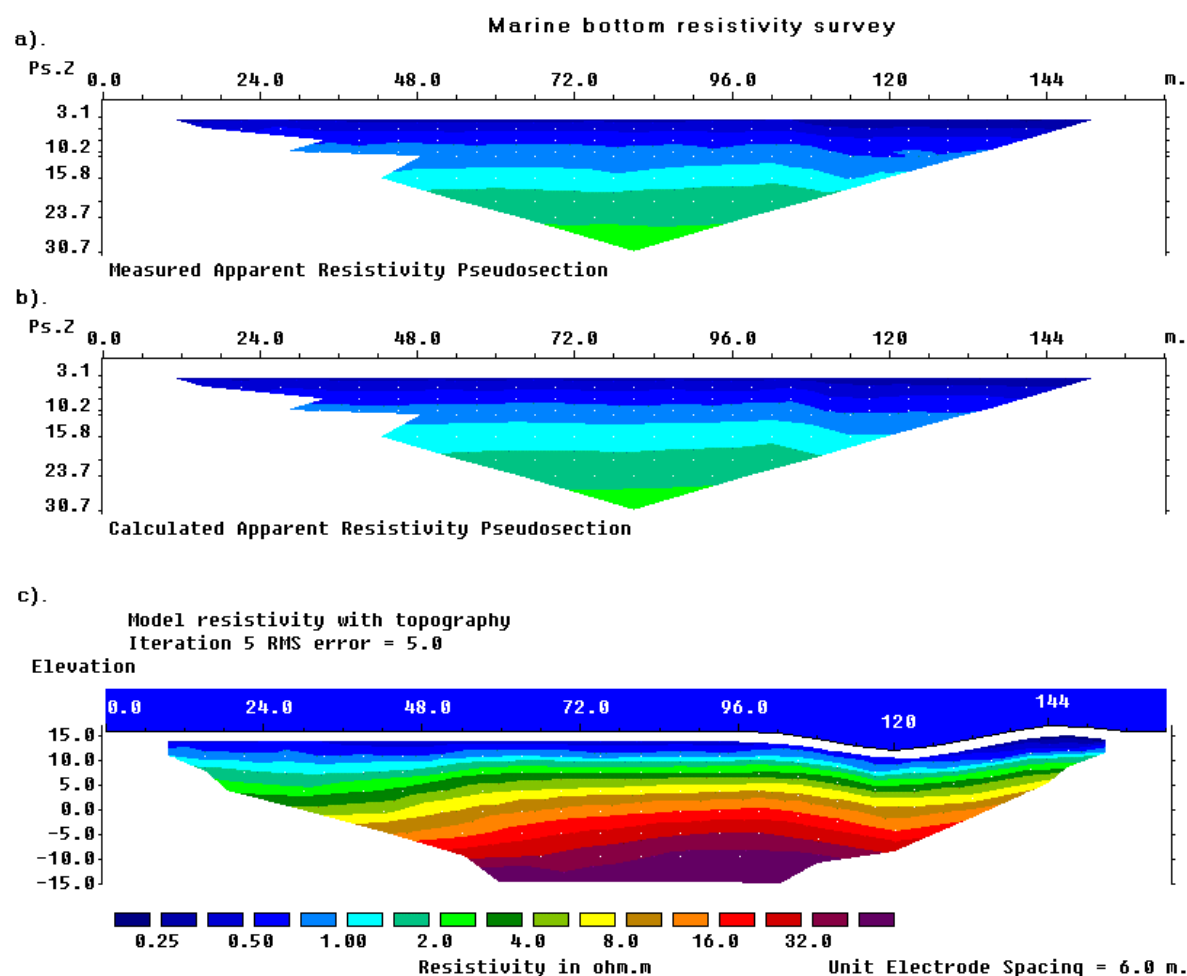 Marine bottom resistivity survey
a).
Ps.Z 0.0 24.0 48.0 72.0 96.0 120 144 m.
3.1
10.2
15.8
23.7
30.7
Measured Apparent Resistivity Pseudosection
b).
Ps.Z 0.0 24.0 48.0 72.0 96.0 120 144 m.
3.1
10.2
15.8
23.7
30.7
Calculated Apparent Resistivity Pseudosection
c).
Model resistivity with topography
Iteration 5 RMS error = 5.0
Elevation
0.0 24.0 48.0 72.0 96.0 120 144
15.0
10.0
5.0
0.0
-5.0
-10.0
-15.0
0.25 0.50 1.00 2.0 4.0 8.0 16.0 32.0
Resistivity in ohm.m Unit Electrode Spacing = 6.0 m.